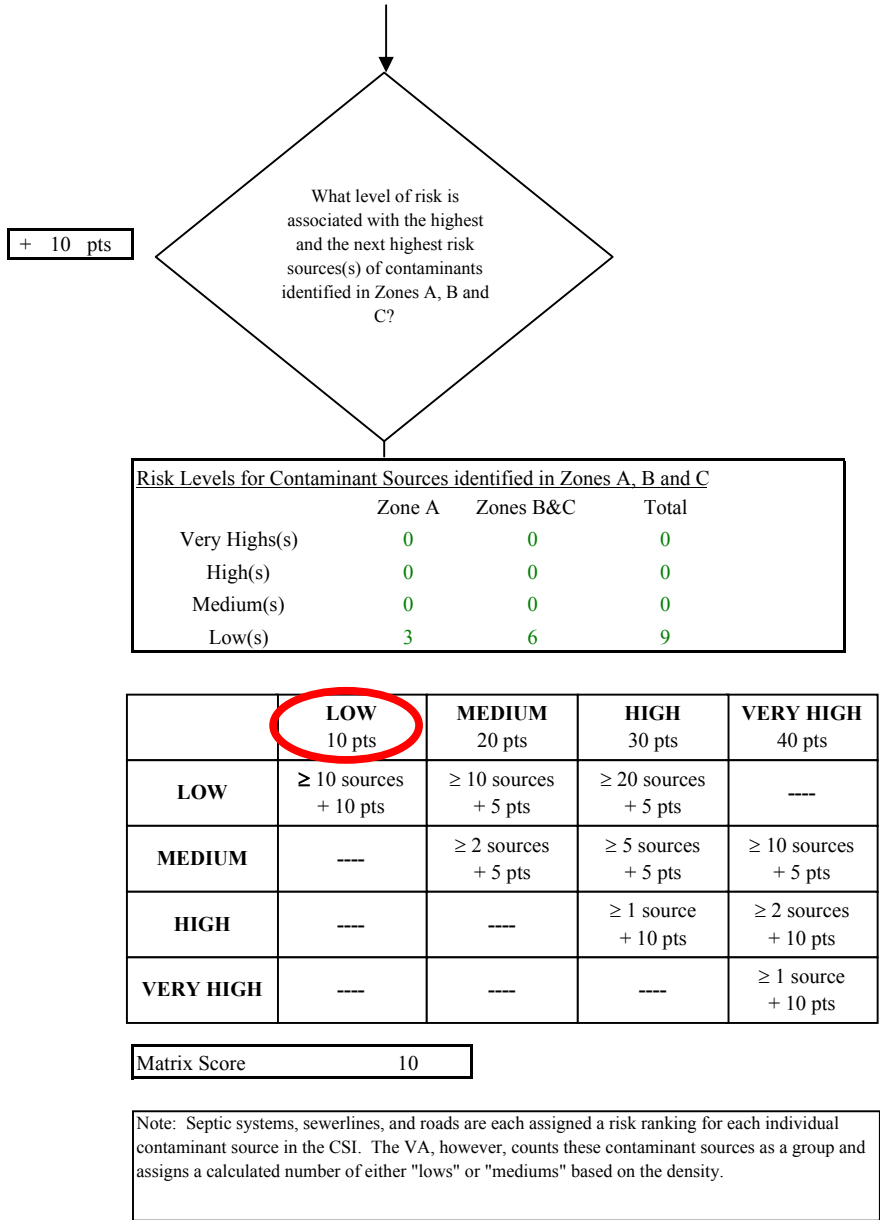 What level of risk is
associated with the highest
and the next highest risk
sources(s) of contaminants
identified in Zones A, B and
C?
+ 10 pts
Risk Levels for Contaminant Sources identified in Zones A, B and C
Zone A Zones B&C Total
Very Highs(s) 0 0 0
High(s) 0 0 0
Medium(s) 0 0 0
Low(s) 3 6 9
LOW MEDIUM HIGH VERY HIGH
10 pts 20 pts 30 pts 40 pts
LOW ≥ 10 sources ≥ 10 sources ≥ 20 sources ----
+ 10 pts + 5 pts + 5 pts
MEDIUM ---- ≥ 2 sources ≥ 5 sources ≥ 10 sources
+ 5 pts + 5 pts + 5 pts
HIGH ---- ---- ≥ 1 source ≥ 2 sources
+ 10 pts + 10 pts
VERY HIGH ---- ---- ---- ≥ 1 source
+ 10 pts
Matrix Score 10
Note: Septic systems, sewerlines, and roads are each assigned a risk ranking for each individual
contaminant source in the CSI. The VA, however, counts these contaminant sources as a group and
assigns a calculated number of either "lows" or "mediums" based on the density.